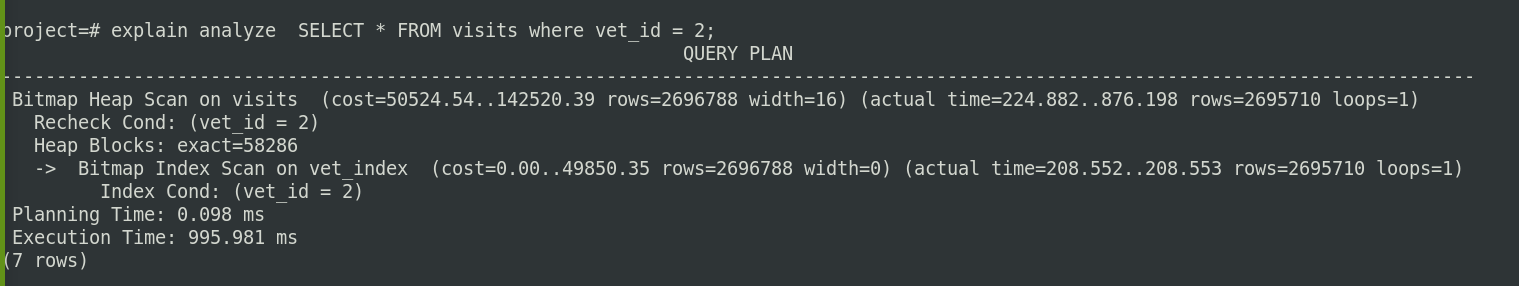 project=# explain analyze  SELECT * FROM visits where vet_id = 2;
QUERY PLAN
--------------------------------------------------------------------------------------------------------------------------------------
Bitmap Heap Scan on visits  (cost=50524.54..142520.39 rows=2696788 width=16) (actual time=224.882..876.198 rows=2695710 loops=1)
Recheck Cond: (vet_id = 2)
Heap Blocks: exact=58286
->  Bitmap Index Scan on vet_index  (cost=0.00..49850.35 rows=2696788 width=0) (actual time=208.552..208.553 rows=2695710 loops=1)
Index Cond: (vet_id = 2)
Planning Time: 0.098 ms
Execution Time: 995.981 ms
(7 rows)